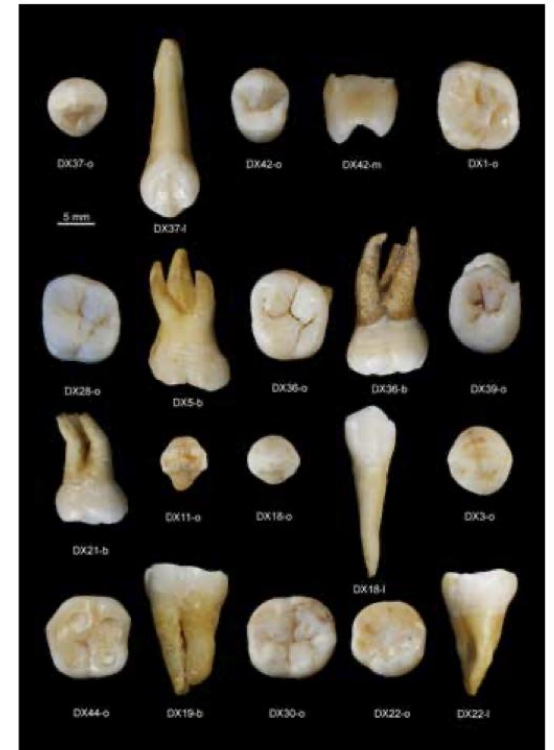 DX37-o
DX42-o
DX42-m
DX1-o
5 mm
DX37-l
DX28-o
DX5-b
DX36-o
DX36-b
DX39-o
DX21-b
DX11-o
DX18-o
DX3-o
DX18-l
DX44-o
DX19-b
DX30-o
DX22-o
DX22-l